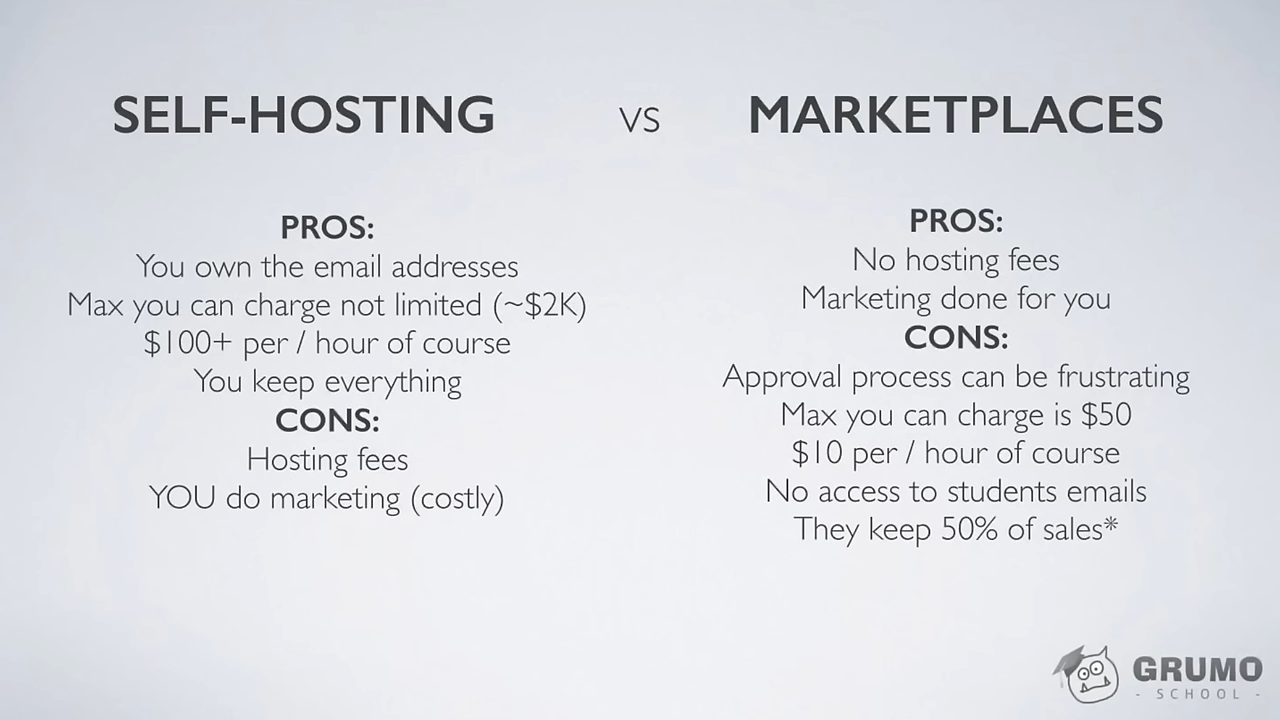 SELF-HOSTING
VS
MARKETPLACES
PROS:
You own the email addresses
Max you can charge not limited (~$2K)
$100+ per / hour of course
You keep everything
CONS:
Hosting fees
YOU do marketing (costly)
PROS:
No hosting fees
Marketing done for you
CONS:
Approval process can be frustrating
Max you can charge is $50
$10 per / hour of course
No access to students emails
They keep 50% of sales*
GRUMO
- SCHOOL -